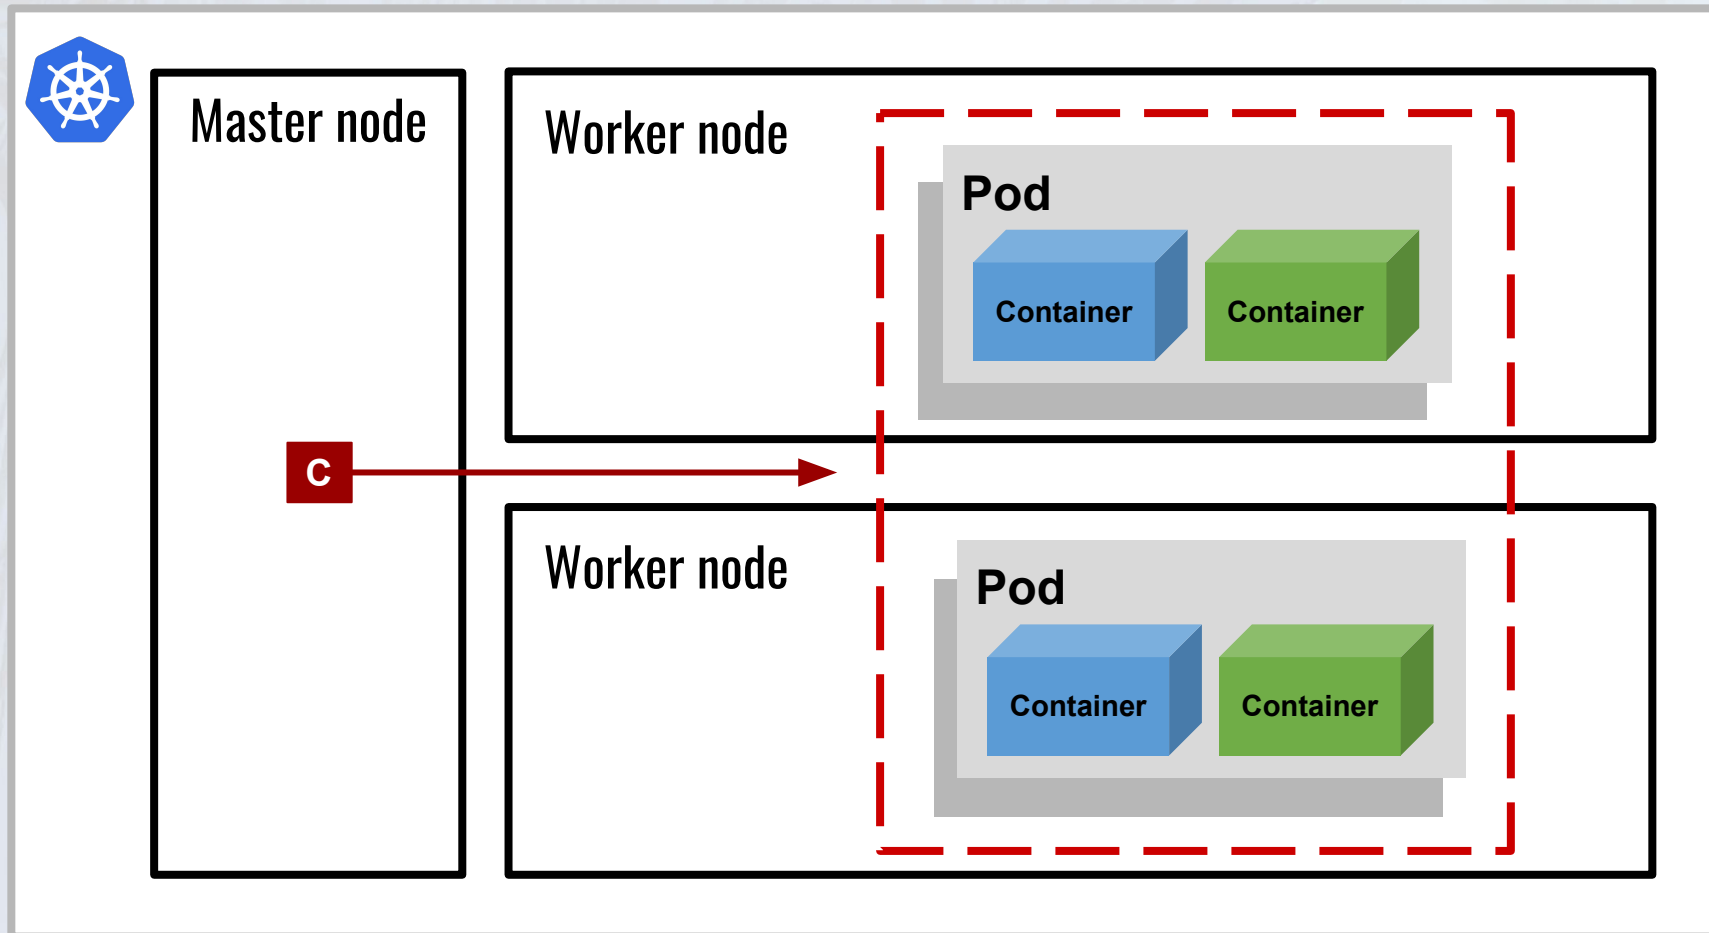 Master node
Worker node
Pod
Container
Container
C
Worker node
Pod
Container
Container